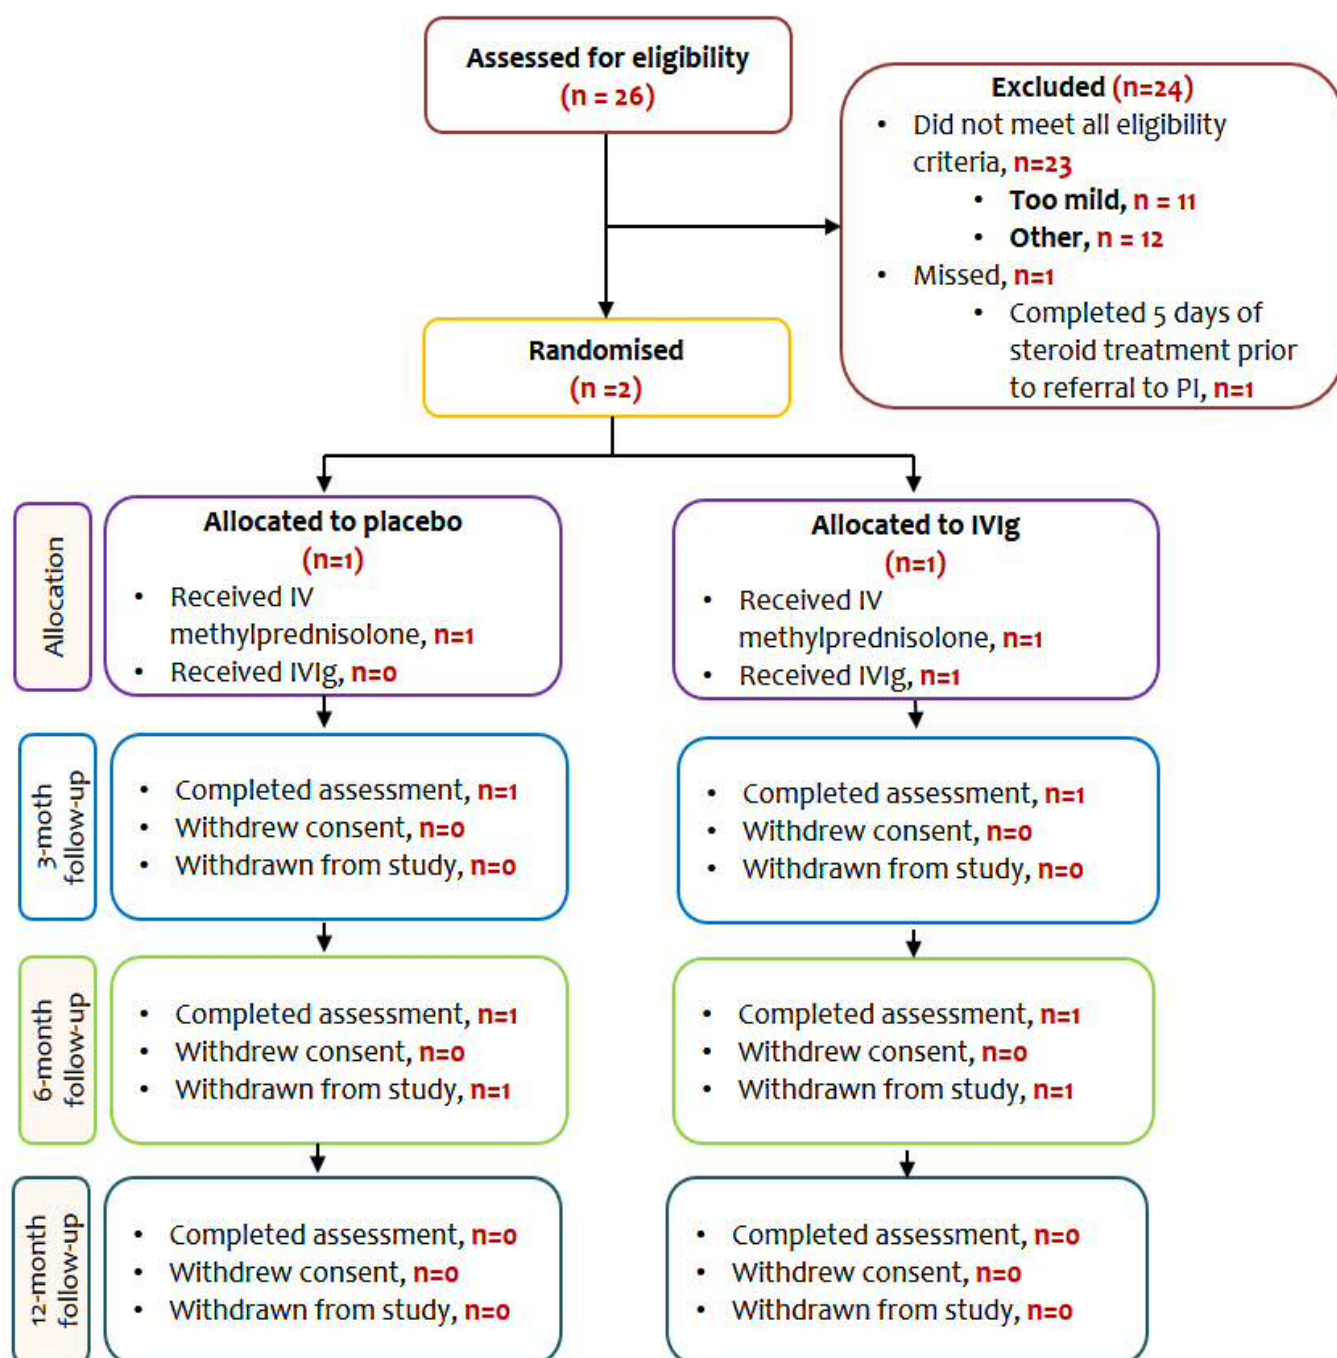 Assessed for eligibility
(n = 26)
Excluded (n=24)
• Did not meet all eligibility
criteria, n=23
• Too mild, n = 11
• Other, n = 12
• Missed, n=1
• Completed 5 days of
steroid treatment prior
to referral to PI, n=1
Randomised
(n =2)
Allocation
Allocated to placebo
(n=1)
• Received IV
methylprednisolone, n=1
• Received IVIg, n=0
Allocated to IVIg
(n=1)
• Received IV
methylprednisolone, n=1
• Received IVIg, n=1
3-moth
follow-up
• Completed assessment, n=1
• Withdrew consent, n=0
• Withdrawn from study, n=0
• Completed assessment, n=1
• Withdrew consent, n=0
• Withdrawn from study, n=0
6-month
follow-up
• Completed assessment, n=1
• Withdrew consent, n=0
• Withdrawn from study, n=1
• Completed assessment, n=1
• Withdrew consent, n=0
• Withdrawn from study, n=1
12-month
follow-up
• Completed assessment, n=0
• Withdrew consent, n=0
• Withdrawn from study, n=0
• Completed assessment, n=0
• Withdrew consent, n=0
• Withdrawn from study, n=0